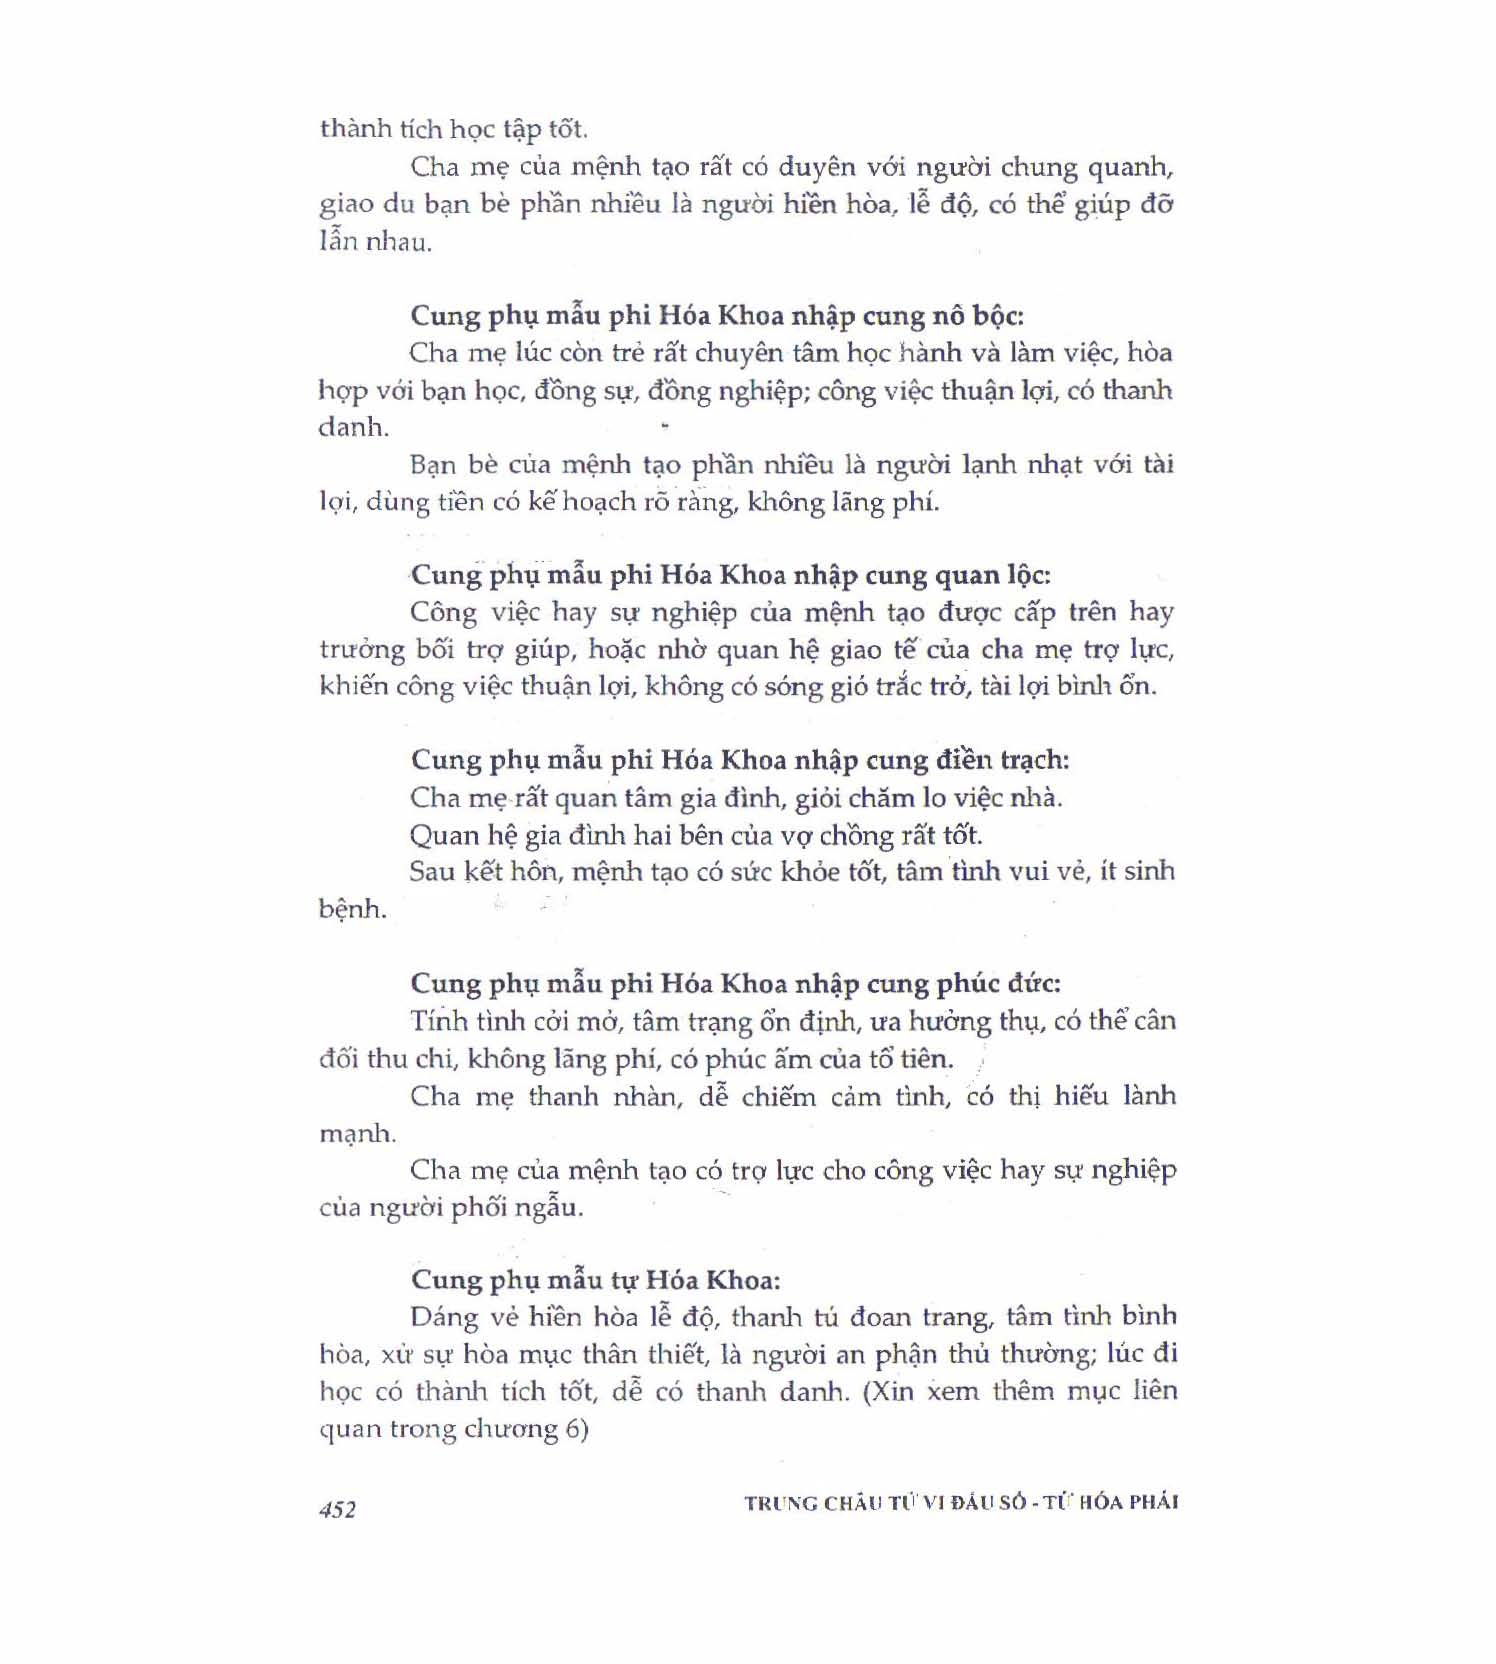 thành tích học tập tốt.
Cha mẹ của mệnh tạo rất có duyên với người chung quanh,
giao du bạn bè phần nhiều là người hiền hòa, lễ độ, có thể giúp đỡ
lẫn nhau.
Cung phụ mẫu phi Hóa Khoa nhập cung nô bộc:
Cha mẹ lúc còn trẻ rất chuyên tâm học hành và làm việc, hòa
hợp với bạn học, đồng sự, đồng nghiệp; công việc thuận lợi, có thanh
danh.
Bạn bè của mệnh tạo phần nhiều là người lạnh nhạt với tài
lợi, dùng tiền có kế hoạch rõ ràng, không lãng phí.
Cung phụ mẫu phi Hóa Khoa nhập cung quan lộc:
Công việc hay sự nghiệp của mệnh tạo được cấp trên hay
trưởng bối trợ giúp, hoặc nhờ quan hệ giao tế của cha mẹ trợ lực,
khiến công việc thuận lợi, không có sóng gió trắc trở, tài lợi bình ổn.
Cung phụ mẫu phi Hóa Khoa nhập cung điền trạch:
Cha mẹ rất quan tâm gia đình, giỏi chăm lo việc nhà.
Quan hệ gia đình hai bên của vợ chồng rất tốt.
Sau kết hôn, mệnh tạo có sức khỏe tốt, tâm tình vui vẻ, ít sinh
bệnh.
Cung phụ mẫu phi Hóa Khoa nhập cung phúc đức:
Tính tình cởi mở, tâm trạng ổn định, ưa hưởng thụ, có thể cân
đối thu chi, không lãng phí, có phúc ấm của tổ tiên.
Cha mẹ thanh nhàn, dễ chiếm cảm tình, có thị hiếu lành
mạnh.
Cha mẹ của mệnh tạo có trợ lực cho công việc hay sự nghiệp
của người phối ngẫu.
Cung phụ mẫu tự Hóa Khoa:
Dáng vẻ hiền hòa lễ độ, thanh tú đoan trang, tâm tình bình
hòa, xử sự hòa mục thân thiết, là người an phận thủ thường; lúc đi
học có thành tích tốt, dễ có thanh danh. (Xin xem thêm mục liên
quan trong chương 6)
452
TRUNG CHÂU TỬ VI ĐẨU SỐ - TỨ HÓA PHÁI